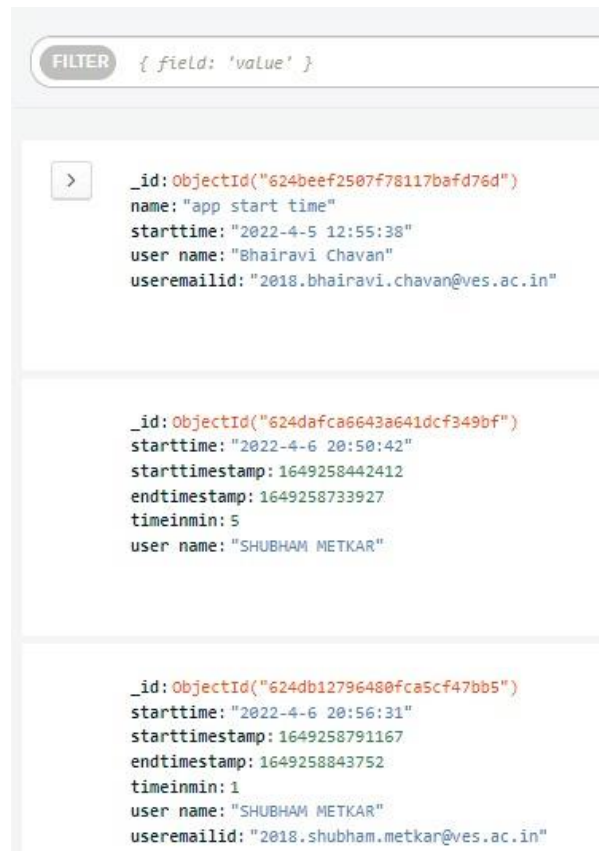 FILTER { field: 'value' }
_id: ObjectId("624beef2507f78117bafd76d")
name: "app start time"
starttime: "2022-4-5 12:55:38"
user name: "Bhairavi Chavan"
useremailid: "2018.bhairavi.chavan@ves.ac.in"
_id: ObjectId("624dafca6643a641dcf349bf")
starttime: "2022-4-6 20:50:42"
starttimestamp: 1649258442412
endtimestamp: 1649258733927
timeinmin: 5
user name: "SHUBHAM METKAR"
_id: ObjectId("624db12796480fca5cf47bb5")
starttime: "2022-4-6 20:56:31"
starttimestamp: 1649258791167
endtimestamp: 1649258843752
timeinmin: 1
user name: "SHUBHAM METKAR"
useremailid: "2018.shubham.metkar@ves.ac.in"